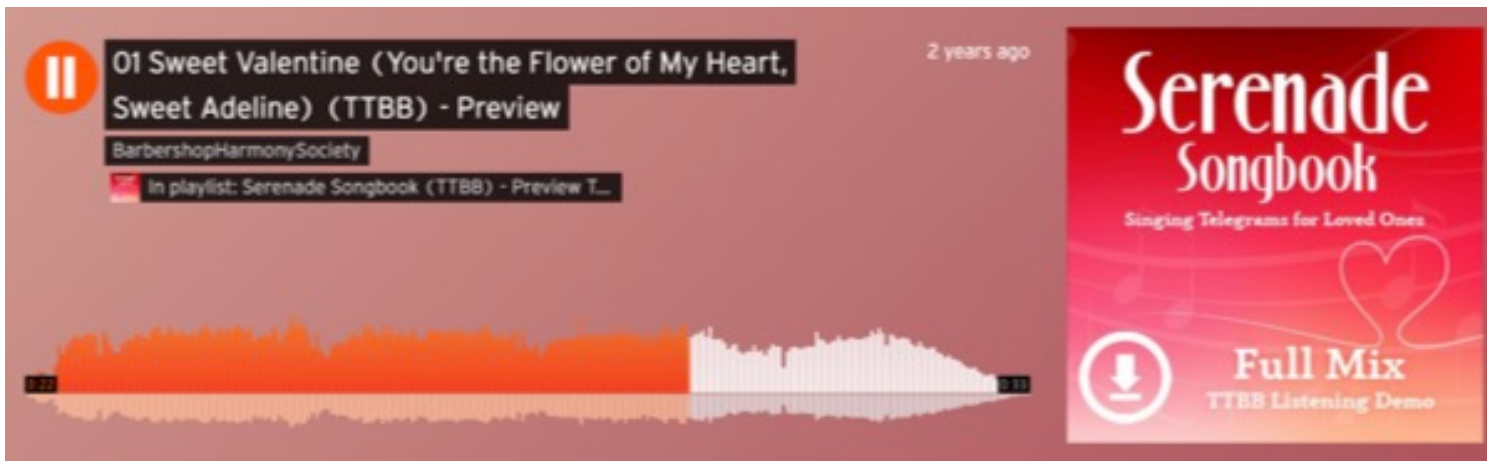 01 Sweet Valentine (You're the Flower of My Heart,
Sweet Adeline) (TTBB) - Preview
2 years ago
BarbershopHarmonySociety
In playlist: Serenade Songbook (TTBB) - Preview T...
0:22
0:33
Serenade
Songbook
Singing Telegrams for Loved Ones
Full Mix
TTBB Listening Demo